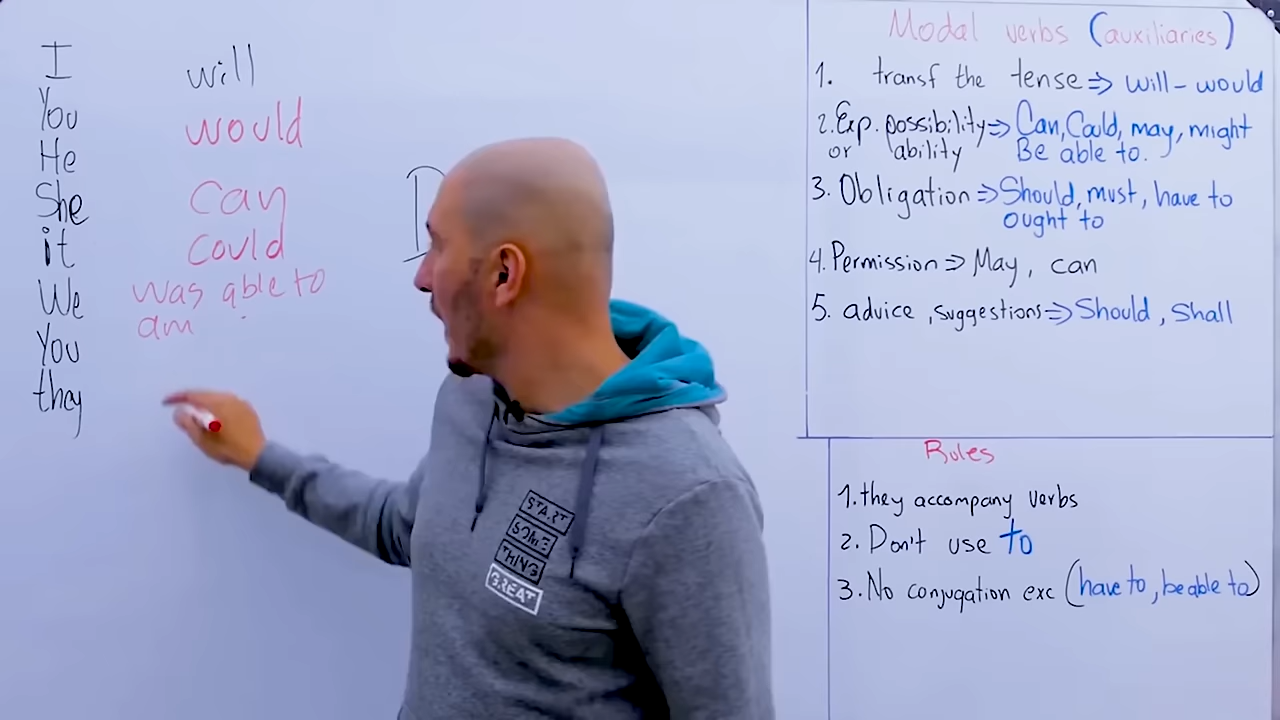 I
You
He
She
it
We
You
they
will
would
can
could
was able to
am
D
START
SOME
THING
GREAT
Modal verbs (auxiliaries)
1. transf the tense ⇒ will - would
2. Exp. possibility ⇒ Can, Could, may, might
or ability Be able to.
3. Obligation ⇒ Should, must, have to
ought to
4. Permission ⇒ May, can
5. advice, suggestions ⇒ Should, Shall
Rules
1. they accompany verbs
2. Don't use to
3. No conjugation exc (have to, be able to)